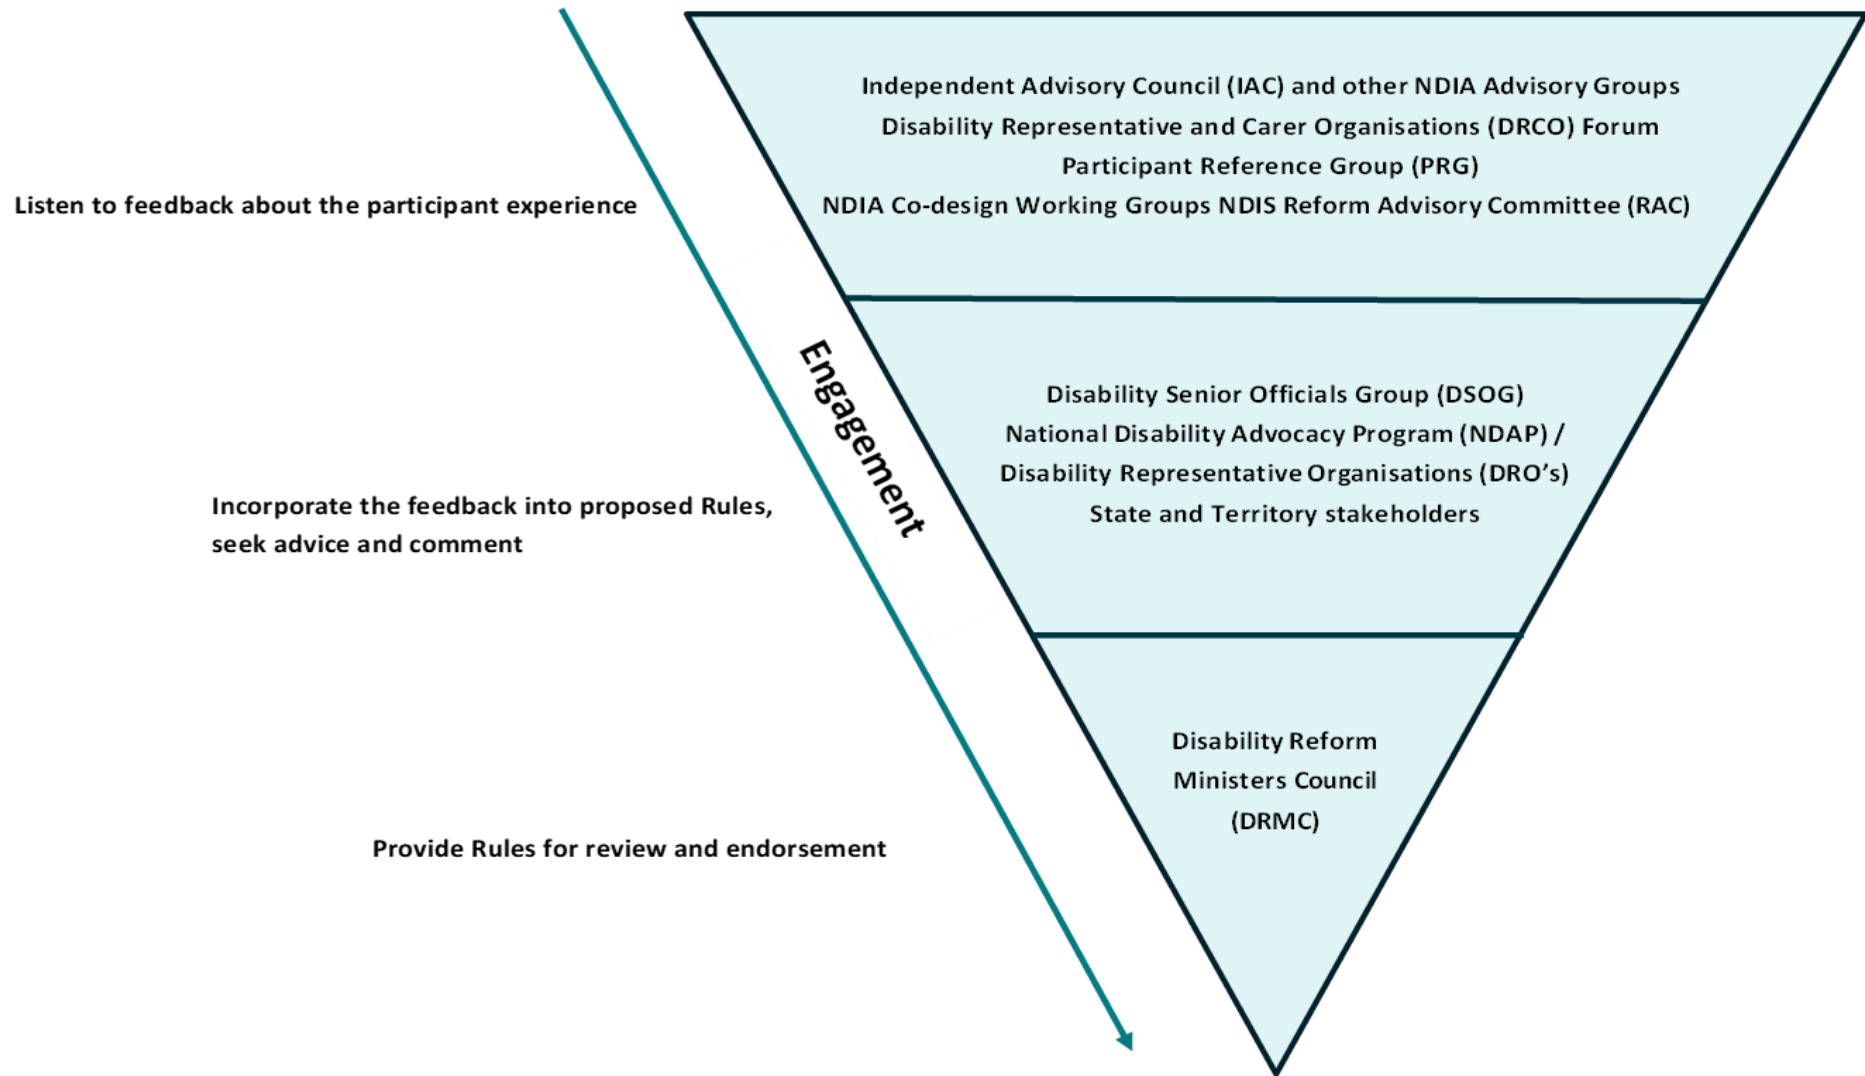 Independent Advisory Council (IAC) and other NDIA Advisory Groups
Disability Representative and Carer Organisations (DRCO) Forum
Participant Reference Group (PRG)
NDIA Co-design Working Groups NDIS Reform Advisory Committee (RAC)
Listen to feedback about the participant experience
Engagement
Disability Senior Officials Group (DSOG)
National Disability Advocacy Program (NDAP) /
Disability Representative Organisations (DRO’s)
State and Territory stakeholders
Incorporate the feedback into proposed Rules,
seek advice and comment
Disability Reform
Ministers Council
(DRMC)
Provide Rules for review and endorsement